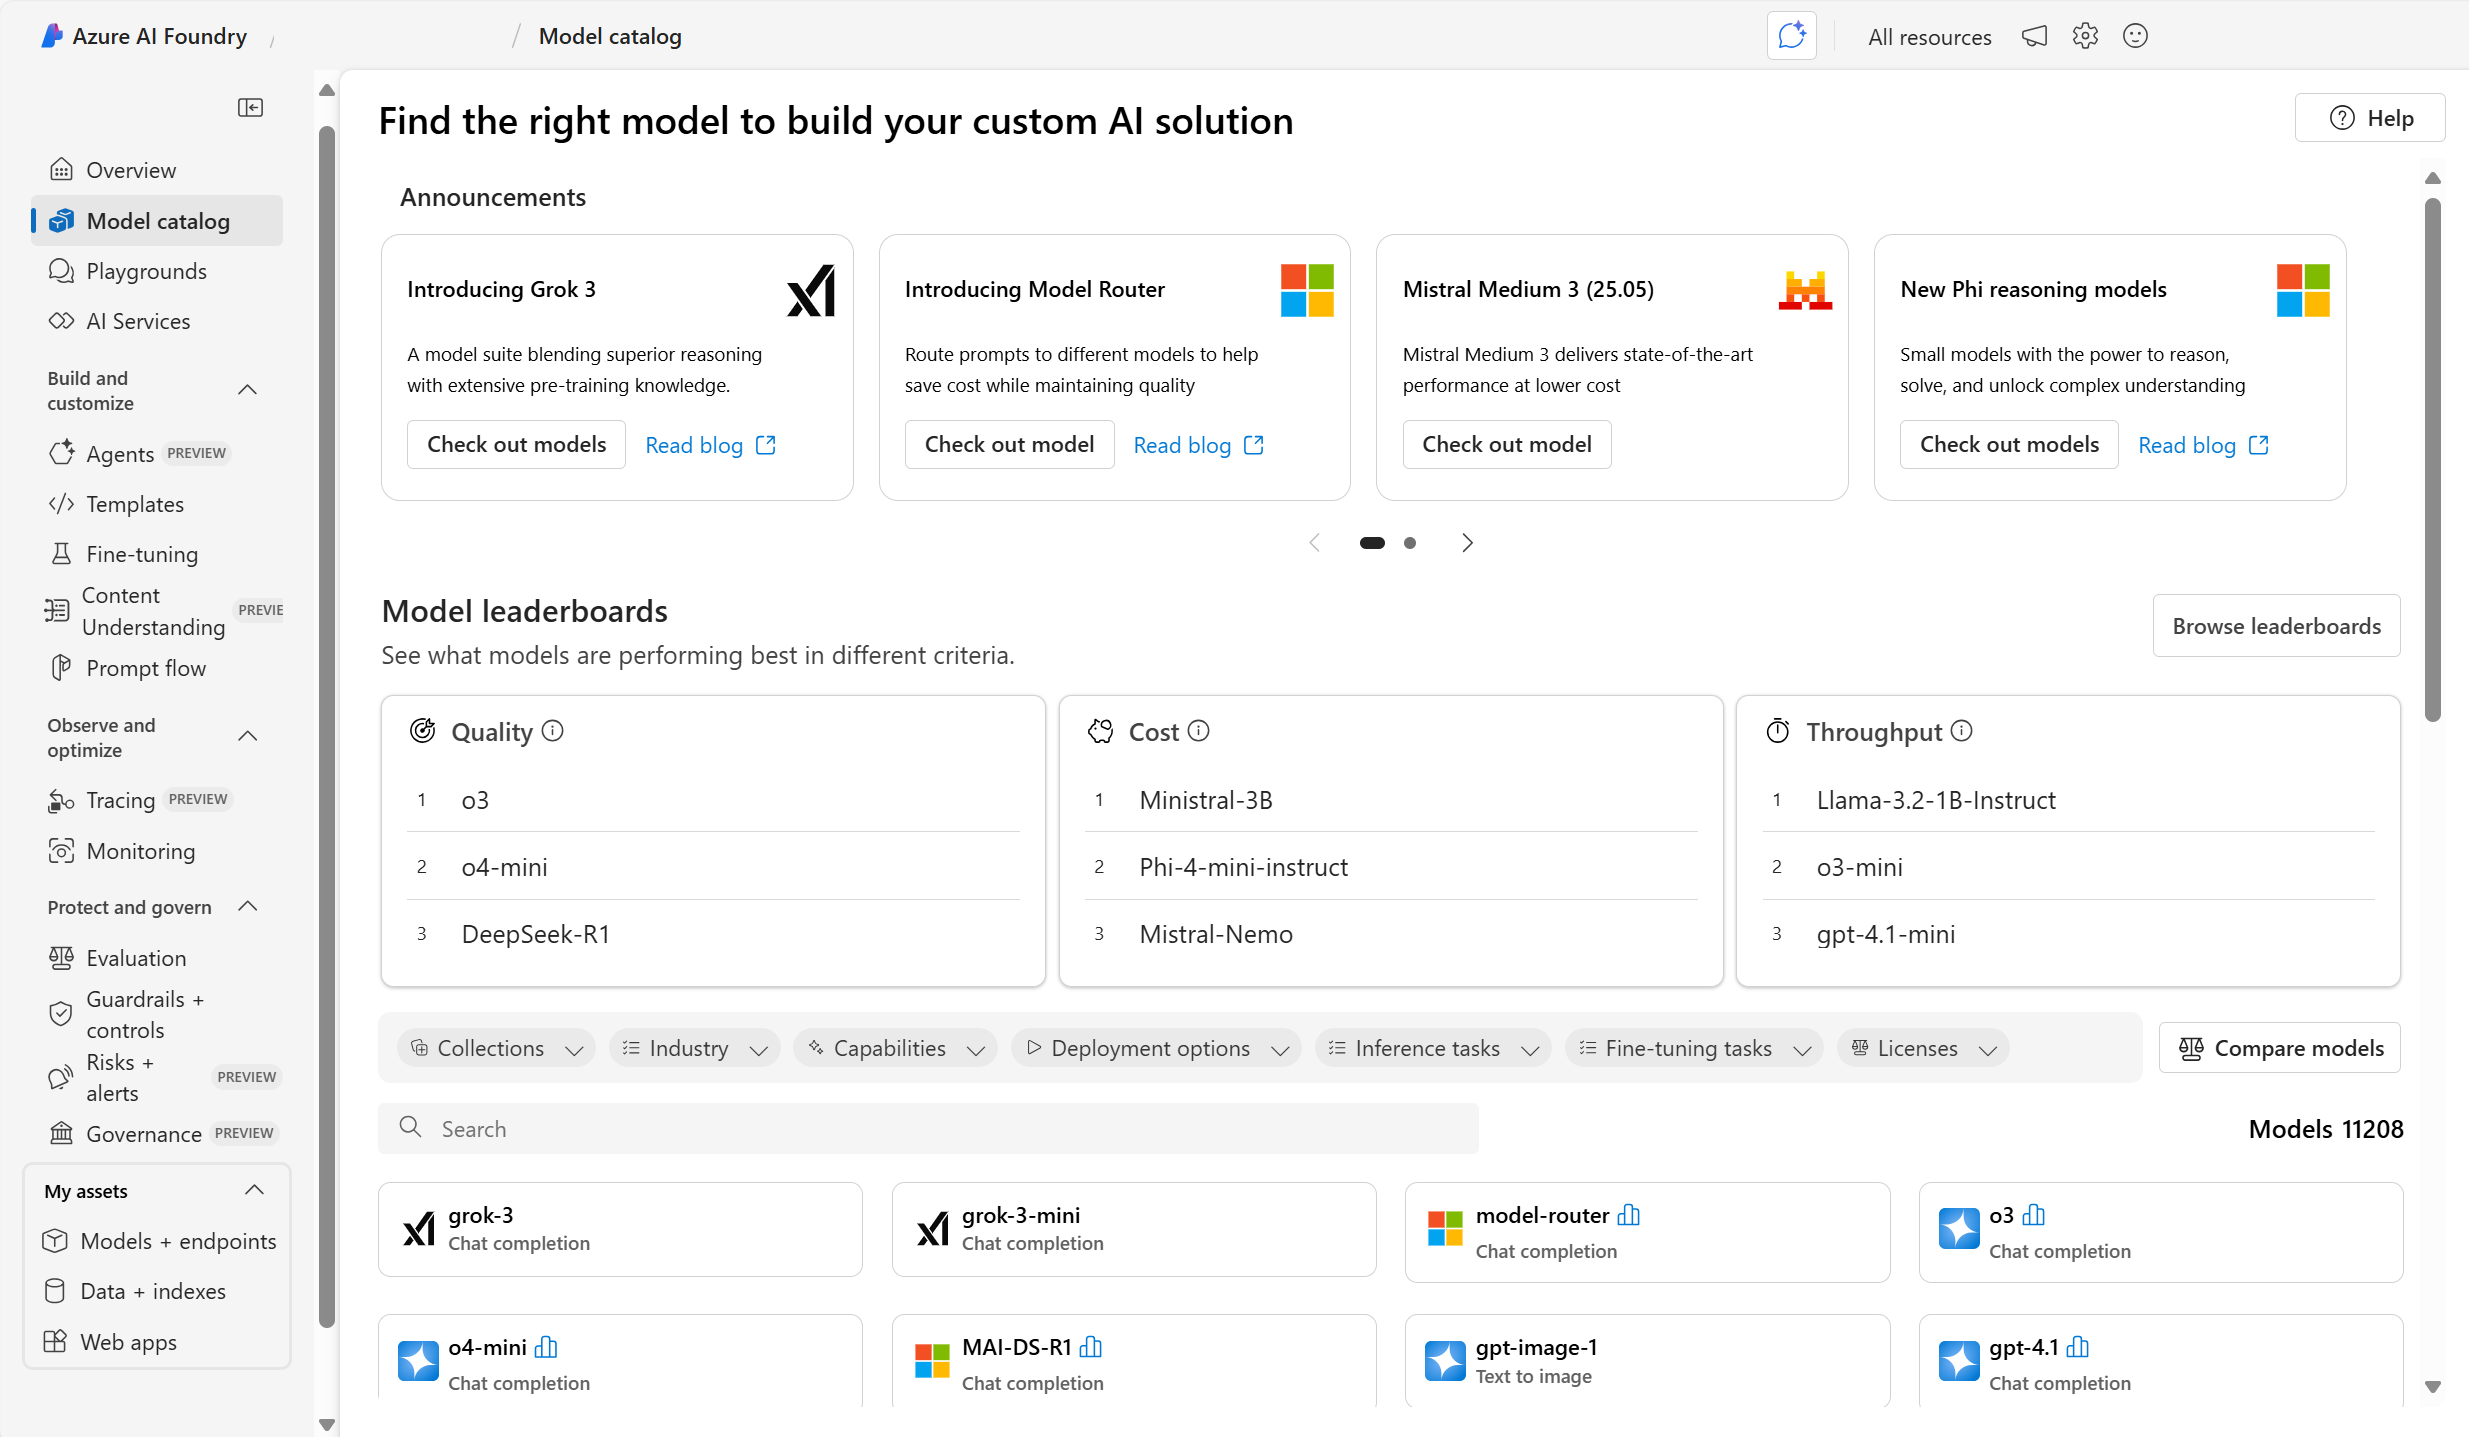 Azure AI Foundry / / Model catalog
All resources
Overview
Model catalog
Playgrounds
AI Services
Build and
customize
Agents PREVIEW
Templates
Fine-tuning
Content
Understanding PREVIE
Prompt flow
Observe and
optimize
Tracing PREVIEW
Monitoring
Protect and govern
Evaluation
Guardrails +
controls
Risks +
alerts PREVIEW
Governance PREVIEW
My assets
Models + endpoints
Data + indexes
Web apps
Find the right model to build your custom AI solution
Help
Announcements
Introducing Grok 3
A model suite blending superior reasoning
with extensive pre-training knowledge.
Check out models Read blog
Introducing Model Router
Route prompts to different models to help
save cost while maintaining quality
Check out model Read blog
Mistral Medium 3 (25.05)
Mistral Medium 3 delivers state-of-the-art
performance at lower cost
Check out model
New Phi reasoning models
Small models with the power to reason,
solve, and unlock complex understanding
Check out models Read blog
Model leaderboards
See what models are performing best in different criteria.
Browse leaderboards
Quality
1 o3
2 o4-mini
3 DeepSeek-R1
Cost
1 Ministral-3B
2 Phi-4-mini-instruct
3 Mistral-Nemo
Throughput
1 Llama-3.2-1B-Instruct
2 o3-mini
3 gpt-4.1-mini
Collections Industry Capabilities Deployment options Inference tasks Fine-tuning tasks Licenses
Compare models
Search
Models 11208
grok-3
Chat completion
grok-3-mini
Chat completion
model-router
Chat completion
o3
Chat completion
o4-mini
Chat completion
MAI-DS-R1
Chat completion
gpt-image-1
Text to image
gpt-4.1
Chat completion